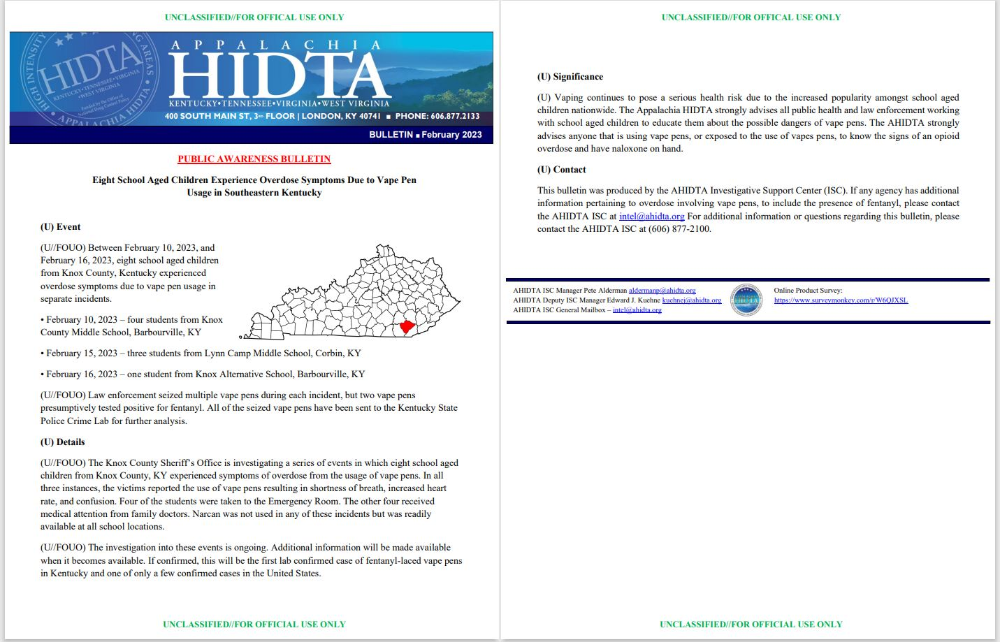 UNCLASSIFIED//FOR OFFICAL USE ONLY
HIGH INTENSITY
ING AREAS
HIDTA
KENTUCKY•TENNESSEE•VIRGINIA
•WEST VIRGINIA
Funded by the Office of
National Drug Control Policy
APPALACHIA HIDTA
APPALACHIA
HIDTA
KENTUCKY•TENNESSEE•VIRGINIA•WEST VIRGINIA
400 SOUTH MAIN ST, 3RD FLOOR | LONDON, KY 40741 ■ PHONE: 606.877.2133
BULLETIN ■ February 2023
PUBLIC AWARENESS BULLETIN
Eight School Aged Children Experience Overdose Symptoms Due to Vape Pen
Usage in Southeastern Kentucky
(U) Event
(U//FOUO) Between February 10, 2023, and
February 16, 2023, eight school aged children
from Knox County, Kentucky experienced
overdose symptoms due to vape pen usage in
separate incidents.
• February 10, 2023 – four students from Knox
County Middle School, Barbourville, KY
• February 15, 2023 – three students from Lynn Camp Middle School, Corbin, KY
• February 16, 2023 – one student from Knox Alternative School, Barbourville, KY
(U//FOUO) Law enforcement seized multiple vape pens during each incident, but two vape pens
presumptively tested positive for fentanyl. All of the seized vape pens have been sent to the Kentucky State
Police Crime Lab for further analysis.
(U) Details
(U//FOUO) The Knox County Sheriff's Office is investigating a series of events in which eight school aged
children from Knox County, KY experienced symptoms of overdose from the usage of vape pens. In all
three instances, the victims reported the use of vape pens resulting in shortness of breath, increased heart
rate, and confusion. Four of the students were taken to the Emergency Room. The other four received
medical attention from family doctors. Narcan was not used in any of these incidents but was readily
available at all school locations.
(U//FOUO) The investigation into these events is ongoing. Additional information will be made available
when it becomes available. If confirmed, this will be the first lab confirmed case of fentanyl-laced vape pens
in Kentucky and one of only a few confirmed cases in the United States.
UNCLASSIFIED//FOR OFFICIAL USE ONLY
UNCLASSIFIED//FOR OFFICAL USE ONLY
(U) Significance
(U) Vaping continues to pose a serious health risk due to the increased popularity amongst school aged
children nationwide. The Appalachia HIDTA strongly advises all public health and law enforcement working
with school aged children to educate them about the possible dangers of vape pens. The AHIDTA strongly
advises anyone that is using vape pens, or exposed to the use of vapes pens, to know the signs of an opioid
overdose and have naloxone on hand.
(U) Contact
This bulletin was produced by the AHIDTA Investigative Support Center (ISC). If any agency has additional
information pertaining to overdose involving vape pens, to include the presence of fentanyl, please contact
the AHIDTA ISC at intel@ahidta.org For additional information or questions regarding this bulletin, please
contact the AHIDTA ISC at (606) 877-2100.
AHIDTA ISC Manager Pete Alderman aldermanp@ahidta.org
AHIDTA Deputy ISC Manager Edward J. Kuehne kuehnej@ahidta.org
AHIDTA ISC General Mailbox – intel@ahidta.org
HIDTA
Online Product Survey:
https://www.surveymonkey.com/r/W6QJXSL
UNCLASSIFIED//FOR OFFICIAL USE ONLY